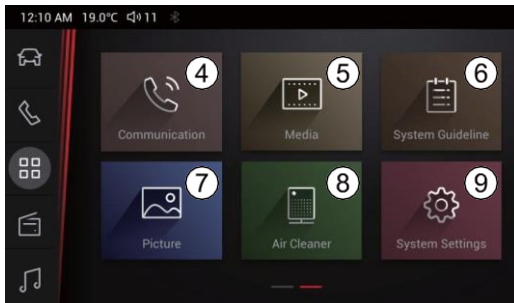 12:10 AM 19.0°C 11
4 5 6
Communication Media System Guideline
7 8 9
Picture Air Cleaner System Settings